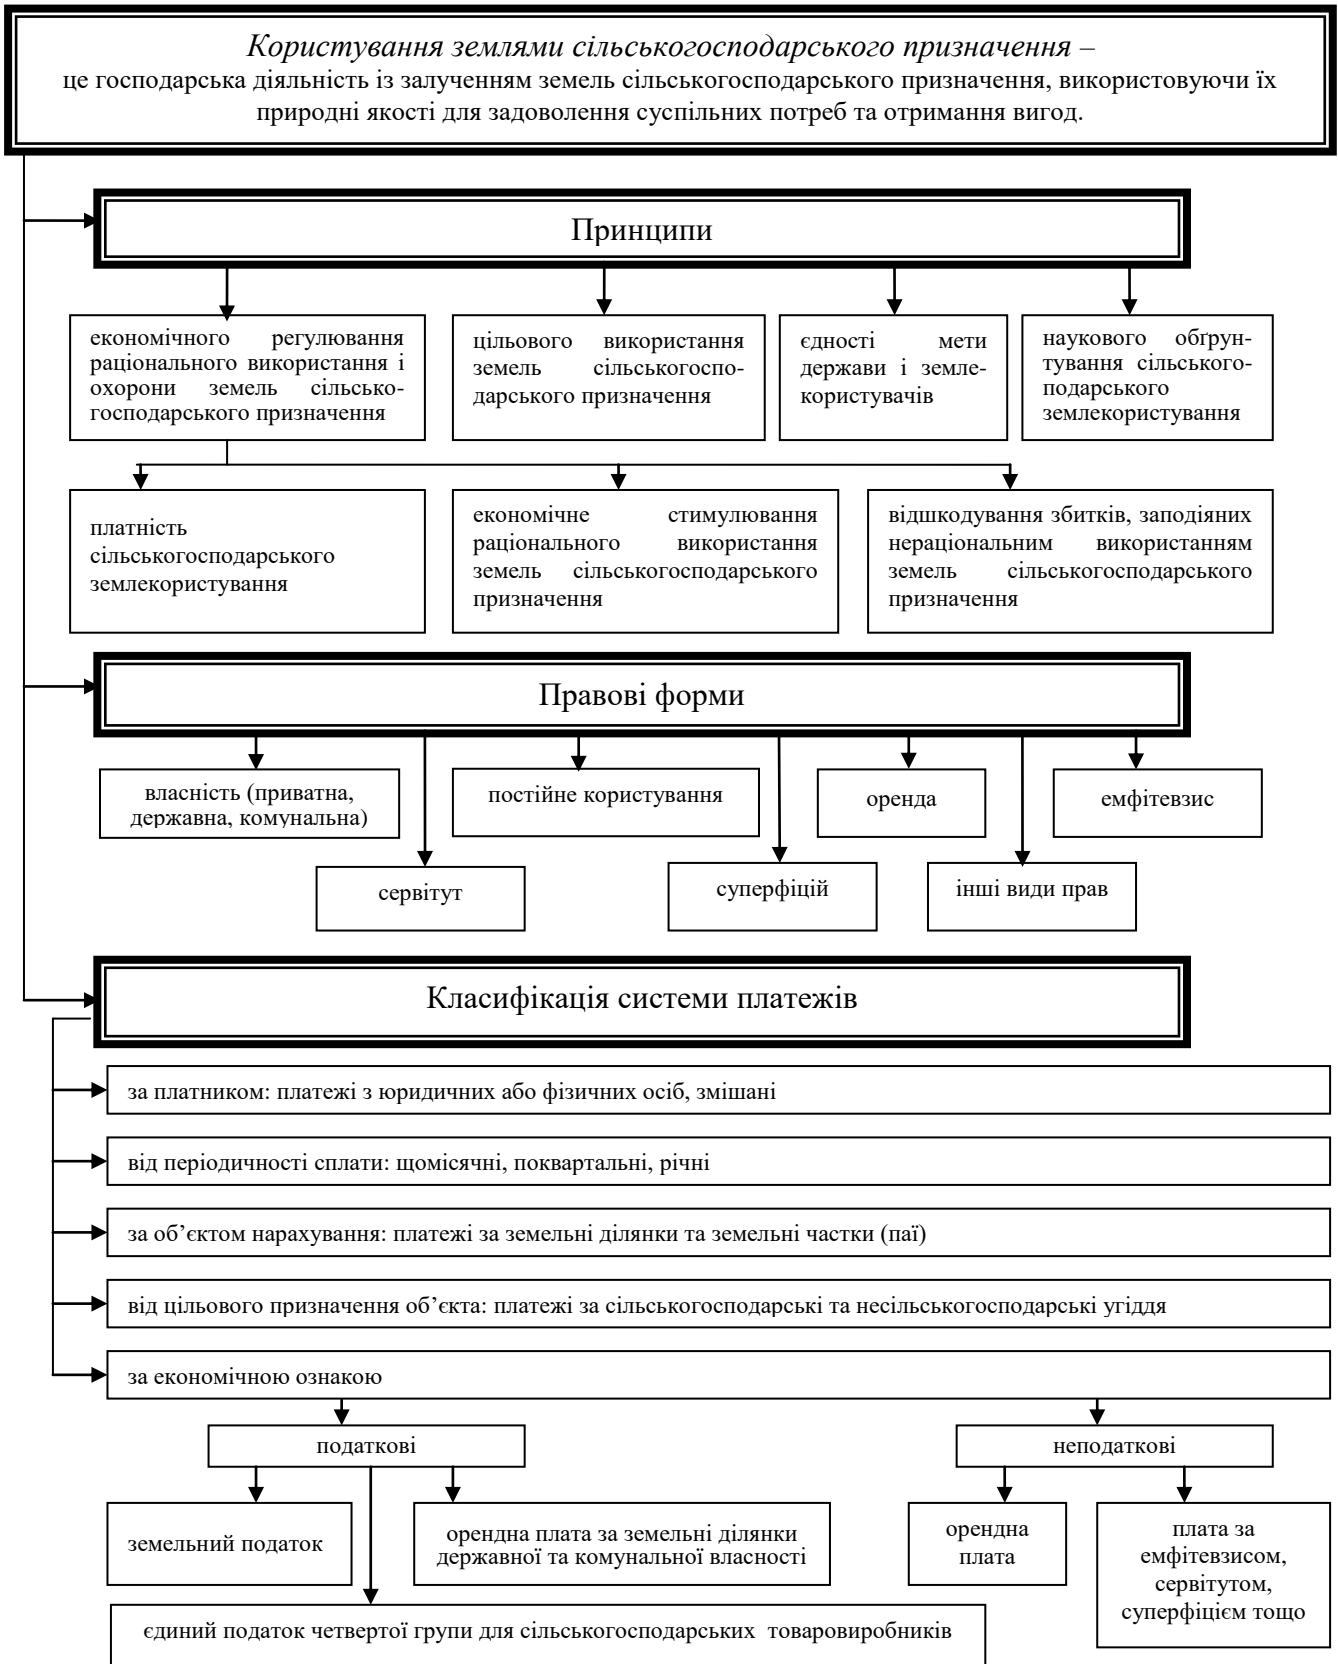 Користування землями сільськогосподарського призначення –
це господарська діяльність із залученням земель сільськогосподарського призначення, використовуючи їх
природні якості для задоволення суспільних потреб та отримання вигод.
Принципи
економічного регулювання
раціонального використання і
охорони земель сільсько-
господарського призначення
цільового використання
земель сільськогоспо-
дарського призначення
єдності мети
держави і земле-
користувачів
наукового обґрун-
тування сільського-
подарського
землекористування
платність
сільськогосподарського
землекористування
економічне стимулювання
раціонального використання
земель сільськогосподарського
призначення
відшкодування збитків, заподіяних
нераціональним використанням
земель сільськогосподарського
призначення
Правові форми
власність (приватна,
державна, комунальна)
постійне користування
оренда
емфітевзис
сервітут
суперфіцій
інші види прав
Класифікація системи платежів
за платником: платежі з юридичних або фізичних осіб, змішані
від періодичності сплати: щомісячні, поквартальні, річні
за об’єктом нарахування: платежі за земельні ділянки та земельні частки (паї)
від цільового призначення об’єкта: платежі за сільськогосподарські та несільськогосподарські угіддя
за економічною ознакою
податкові
неподаткові
земельний податок
орендна плата за земельні ділянки
державної та комунальної власності
орендна
плата
плата за
емфітевзисом,
сервітутом,
суперфіцієм тощо
єдиний податок четвертої групи для сільськогосподарських товаровиробників